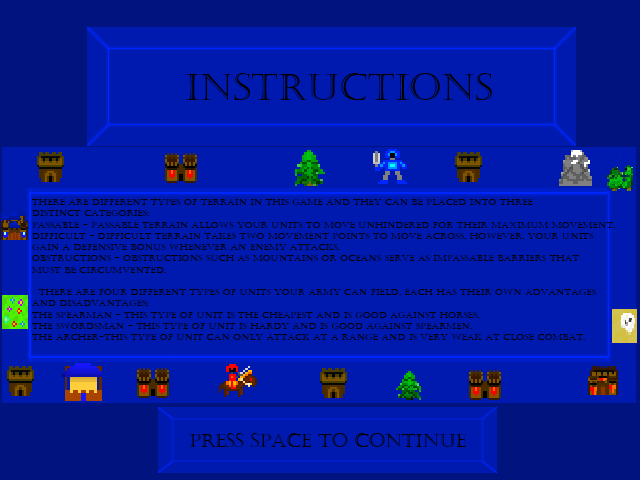 INSTRUCTIONS
THERE ARE DIFFERENT TYPES OF TERRAIN IN THIS GAME AND THEY CAN BE PLACED INTO THREE
DISTINCT CATEGORIES:
PASSABLE - PASSABLE TERRAIN ALLOWS YOUR UNITS TO MOVE UNHINDERED FOR THEIR MAXIMUM MOVEMENT.
DIFFICULT - DIFFICULT TERRAIN TAKES TWO MOVEMENT POINTS TO MOVE ACROSS, HOWEVER, YOUR UNITS
GAIN A DEFENSIVE BONUS WHENEVER AN ENEMY ATTACKS.
OBSTRUCTIONS - OBSTRUCTIONS SUCH AS MOUNTAINS OR OCEANS SERVE AS IMPASSABLE BARRIERS THAT
MUST BE CIRCUMVENTED.
THERE ARE FOUR DIFFERENT TYPES OF UNITS YOUR ARMY CAN FIELD, EACH HAS THEIR OWN ADVANTAGES
AND DISADVANTAGES:
THE SPEARMAN - THIS TYPE OF UNIT IS THE CHEAPEST AND IS GOOD AGAINST HORSES.
THE SWORDSMAN - THIS TYPE OF UNIT IS HARDY AND IS GOOD AGAINST SPEARMEN.
THE ARCHER-THIS TYPE OF UNIT CAN ONLY ATTACK AT A RANGE AND IS VERY WEAK AT CLOSE COMBAT.
PRESS SPACE TO CONTINUE